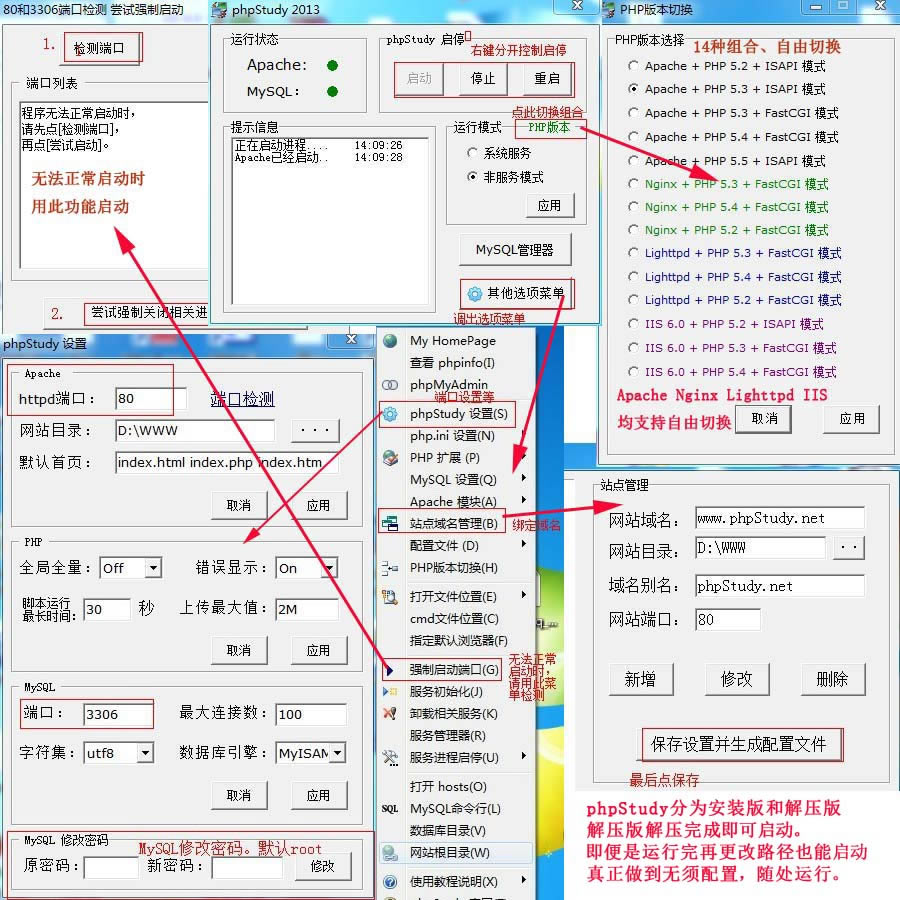 80和3306端口检测 尝试强制启动
1.
检测端口
端口列表
程序无法正常启动时,
请先点[检测端口],
再点[尝试启动]。
无法正常启动时
用此功能启动
2.
尝试强制关闭相关进
phpStudy 2013
运行状态
Apache:
MySQL:
phpStudy 启停
右键分开控制启停
启动
停止
重启
点此切换组合
提示信息
正在启动进程.... 14:09:26
Apache已经启动.. 14:09:28
运行模式
PHP版本
系统服务
非服务模式
应用
MySQL管理器
其他选项菜单
调出选项菜单
PHP版本切换
PHP版本选择
14种组合、自由切换
Apache + PHP 5.2 + ISAPI 模式
Apache + PHP 5.3 + ISAPI 模式
Apache + PHP 5.3 + FastCGI 模式
Apache + PHP 5.4 + FastCGI 模式
Apache + PHP 5.5 + ISAPI 模式
Nginx + PHP 5.3 + FastCGI 模式
Nginx + PHP 5.4 + FastCGI 模式
Nginx + PHP 5.2 + FastCGI 模式
Lighttpd + PHP 5.3 + FastCGI 模式
Lighttpd + PHP 5.4 + FastCGI 模式
Lighttpd + PHP 5.2 + FastCGI 模式
IIS 6.0 + PHP 5.2 + ISAPI 模式
IIS 6.0 + PHP 5.3 + FastCGI 模式
IIS 6.0 + PHP 5.4 + FastCGI 模式
Apache Nginx Lighttpd IIS
均支持自由切换
取消
应用
phpStudy 设置
Apache
httpd端口:
80
端口检测
网站目录:
D:\WWW
...
默认首页:
index.html index.php index.htm
取消
应用
PHP
全局全量:
Off
错误显示:
On
脚本运行
最长时间:
30
秒
上传最大值:
2M
取消
应用
MySQL
端口:
3306
最大连接数:
100
字符集:
utf8
数据库引擎:
MyISAM
取消
应用
MySQL 修改密码
MySQL修改密码。默认root
原密码:
新密码:
修改
My HomePage
查看 phpinfo(I)
phpMyAdmin
端口设置等
phpStudy 设置(S)
php.ini 设置(N)
PHP 扩展 (P)
MySQL 设置(Q)
Apache 模块(A)
站点域名管理(B)
绑定域名
配置文件 (D)
PHP版本切换(H)
打开文件位置(E)
cmd文件位置(C)
指定默认浏览器(F)
强制启动端口(G)
无法正常
启动时,
请用此菜
单检测
服务初始化(J)
卸载相关服务(K)
服务管理器(R)
服务进程启停(U)
打开 hosts(O)
SQL
MySQL命令行(L)
数据库目录(V)
网站根目录(W)
使用教程说明(X)
站点管理
网站域名:
www.phpStudy.net
网站目录:
D:\WWW
..
域名别名:
phpStudy.net
网站端口:
80
新增
修改
删除
保存设置并生成配置文件
最后点保存
phpStudy分为安装版和解压版
解压版解压完成即可启动。
即便是运行完再更改路径也能启动
真正做到无须配置，随处运行。